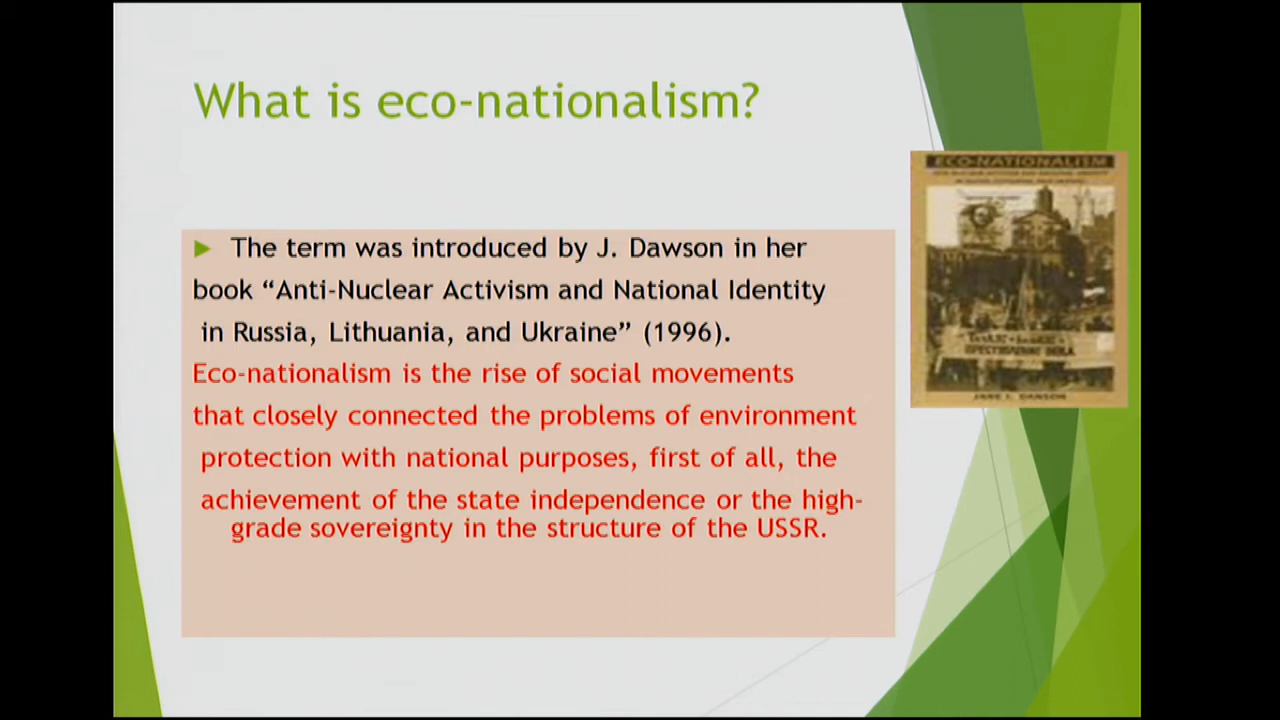 What is eco-nationalism?
The term was introduced by J. Dawson in her
book “Anti-Nuclear Activism and National Identity
in Russia, Lithuania, and Ukraine” (1996).
Eco-nationalism is the rise of social movements
that closely connected the problems of environment
protection with national purposes, first of all, the
achievement of the state independence or the high-
grade sovereignty in the structure of the USSR.
ECO-NATIONALISM
JANE I. DAWSON